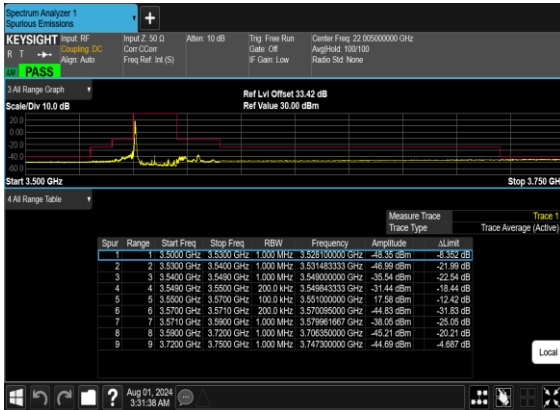 Spectrum Analyzer 1
Spurious Emissions
+
KEYSIGHT Input: RF Input Z: 50 Ω Atten: 10 dB Trig: Free Run Center Freq: 22.005000000 GHz
R T Coupling: DC Corr CCorr Gate: Off Avg|Hold: 100/100
Align: Auto Freq Ref: Int (S) IF Gain: Low Radio Std: None
LXI PASS
3 All Range Graph
Ref Lvl Offset 33.42 dB
Scale/Div 10.0 dB Ref Value 30.00 dBm
20.0
0.00
-20.0
-40.0
-60.0
Start 3.500 GHz Stop 3.750 GH
4 All Range Table
Measure Trace Trace 1
Trace Type Trace Average (Active)
Spur Range Start Freq Stop Freq RBW Frequency Amplitude ΔLimit
1 1 3.5000 GHz 3.5300 GHz 1.000 MHz 3.528100000 GHz -48.35 dBm -8.352 dB
2 2 3.5300 GHz 3.5400 GHz 1.000 MHz 3.531483333 GHz -46.99 dBm -21.99 dB
3 3 3.5400 GHz 3.5490 GHz 1.000 MHz 3.549000000 GHz -35.54 dBm -22.54 dB
4 4 3.5490 GHz 3.5500 GHz 200.0 kHz 3.549843333 GHz -31.44 dBm -18.44 dB
5 5 3.5500 GHz 3.5700 GHz 100.0 kHz 3.551000000 GHz 17.58 dBm -12.42 dB
6 6 3.5700 GHz 3.5710 GHz 200.0 kHz 3.570095000 GHz -44.83 dBm -31.83 dB
7 7 3.5710 GHz 3.5900 GHz 1.000 MHz 3.579961667 GHz -38.05 dBm -25.05 dB
8 8 3.5900 GHz 3.7200 GHz 1.000 MHz 3.706350000 GHz -45.21 dBm -20.21 dB
9 9 3.7200 GHz 3.7500 GHz 1.000 MHz 3.747300000 GHz -44.69 dBm -4.687 dB
Local
? Aug 01, 2024
3:31:38 AM